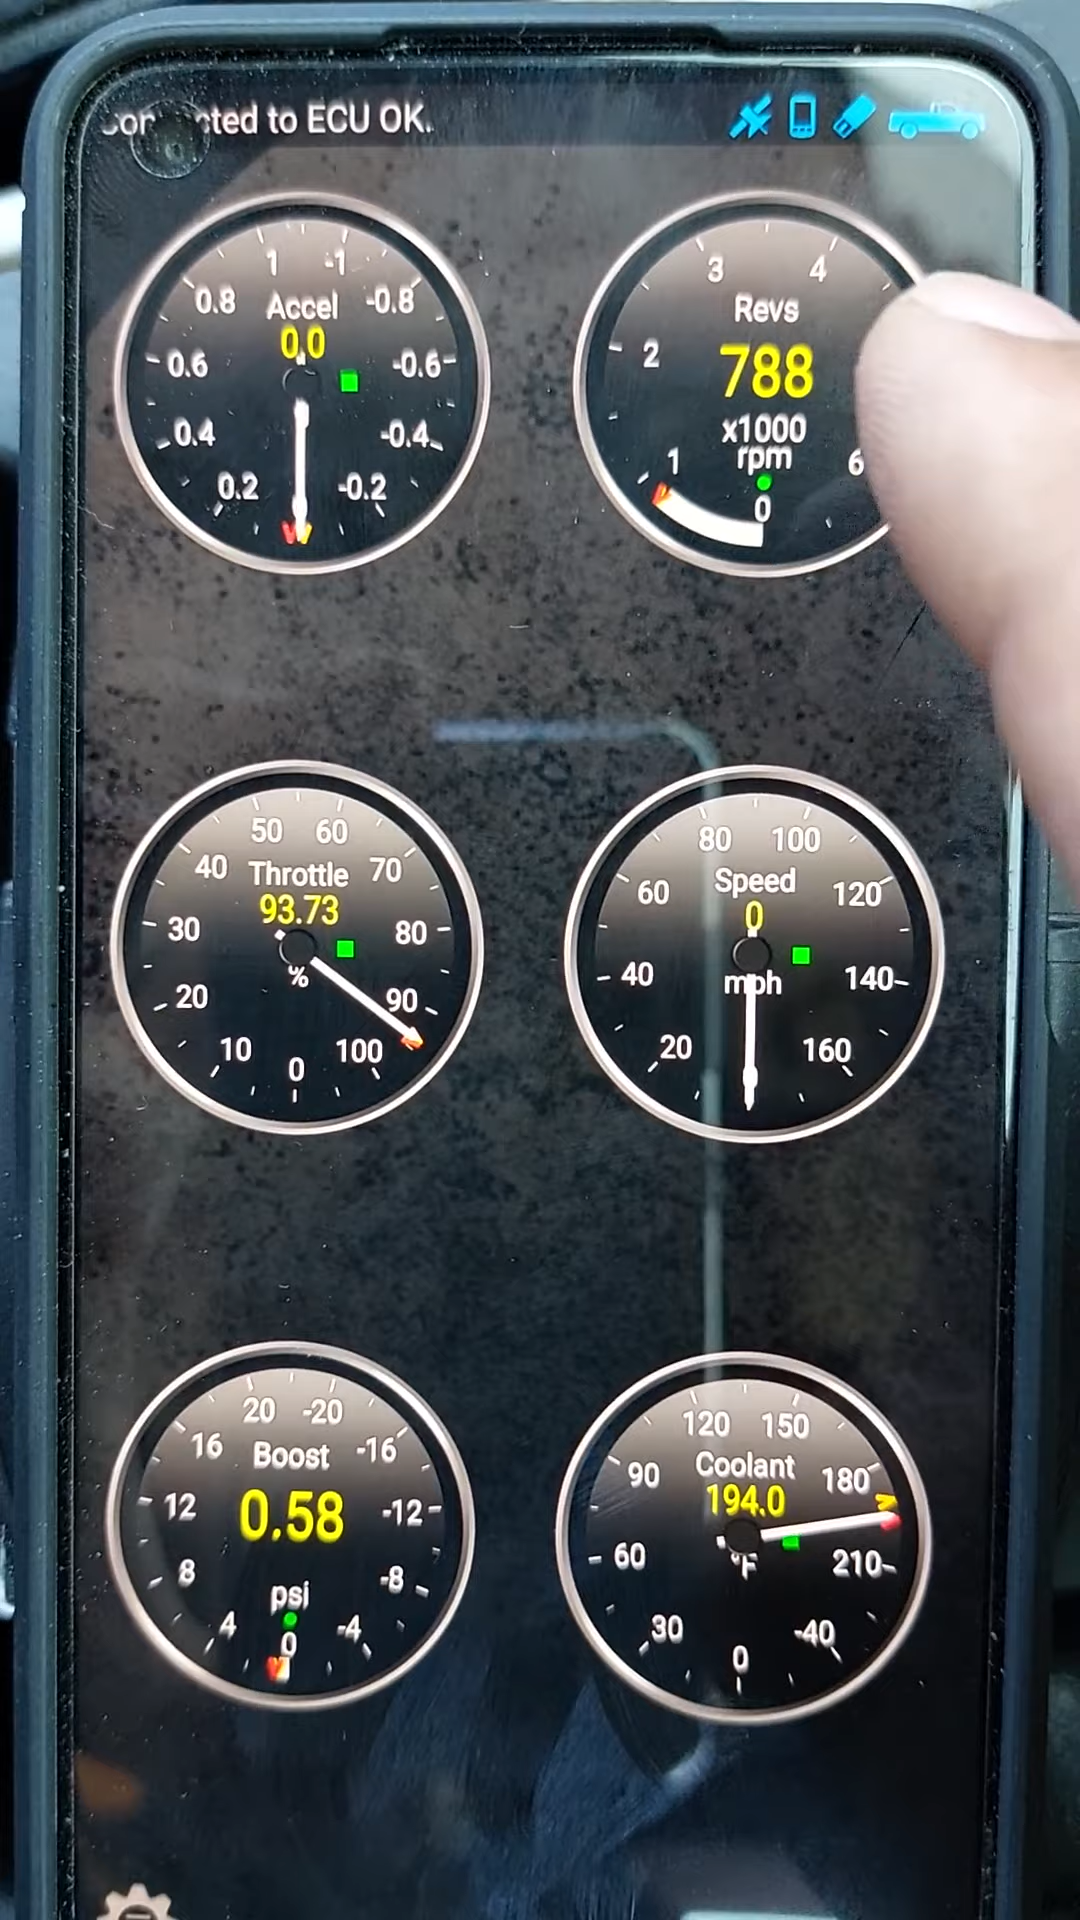 ted to ECU OK.
1 -1
0.8 Accel -0.8
0.0
0.6 -0.6
0.4 -0.4
0.2 -0.2
3 4
Revs
2 788
x1000
1 rpm 6
0
50 60
40 Throttle 70
93.73
30 80
%
20 90
10 0 100
80 100
60 Speed 120
0
40 mph 140
20 160
20 -20
16 Boost -16
12 0.58 -12
8 psi -8
4 0 -4
120 150
90 Coolant 180
194.0
60 °F 210
30 0 -40